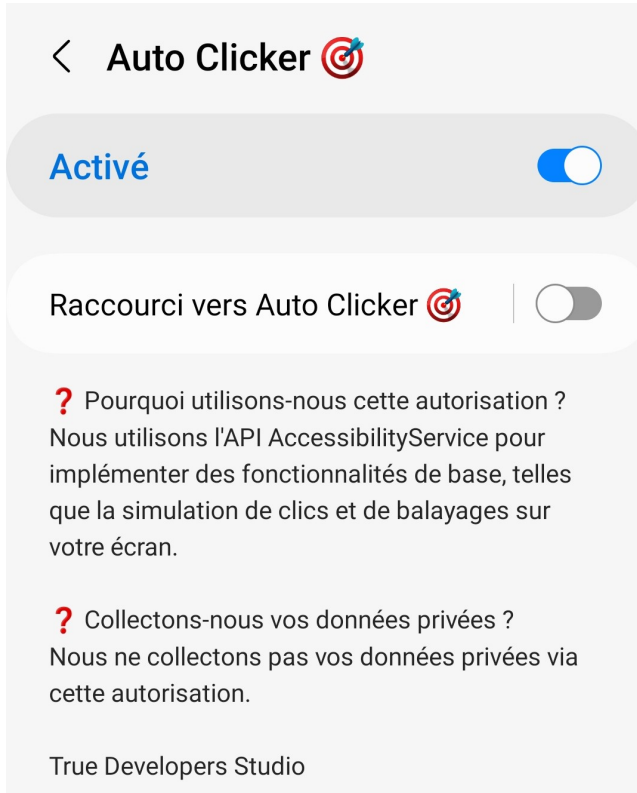 Auto Clicker 🎯
Activé
Raccourci vers Auto Clicker 🎯
❓ Pourquoi utilisons-nous cette autorisation ?
Nous utilisons l'API AccessibilityService pour
implémenter des fonctionnalités de base, telles
que la simulation de clics et de balayages sur
votre écran.
❓ Collectons-nous vos données privées ?
Nous ne collectons pas vos données privées via
cette autorisation.
True Developers Studio